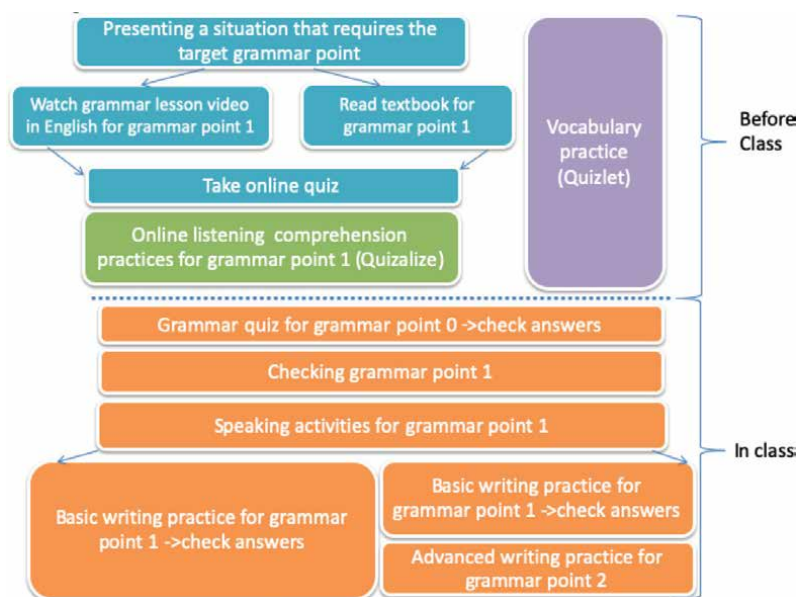 Presenting a situation that requires the
target grammar point
Watch grammar lesson video
in English for grammar point 1
Read textbook for
grammar point 1
Take online quiz
Online listening comprehension
practices for grammar point 1 (Quizalize)
Vocabulary
practice
(Quizlet)
Before
Class
Grammar quiz for grammar point 0 ->check answers
Checking grammar point 1
Speaking activities for grammar point 1
Basic writing practice for grammar
point 1 ->check answers
Basic writing practice for
grammar point 1 ->check answers
Advanced writing practice for
grammar point 2
In class